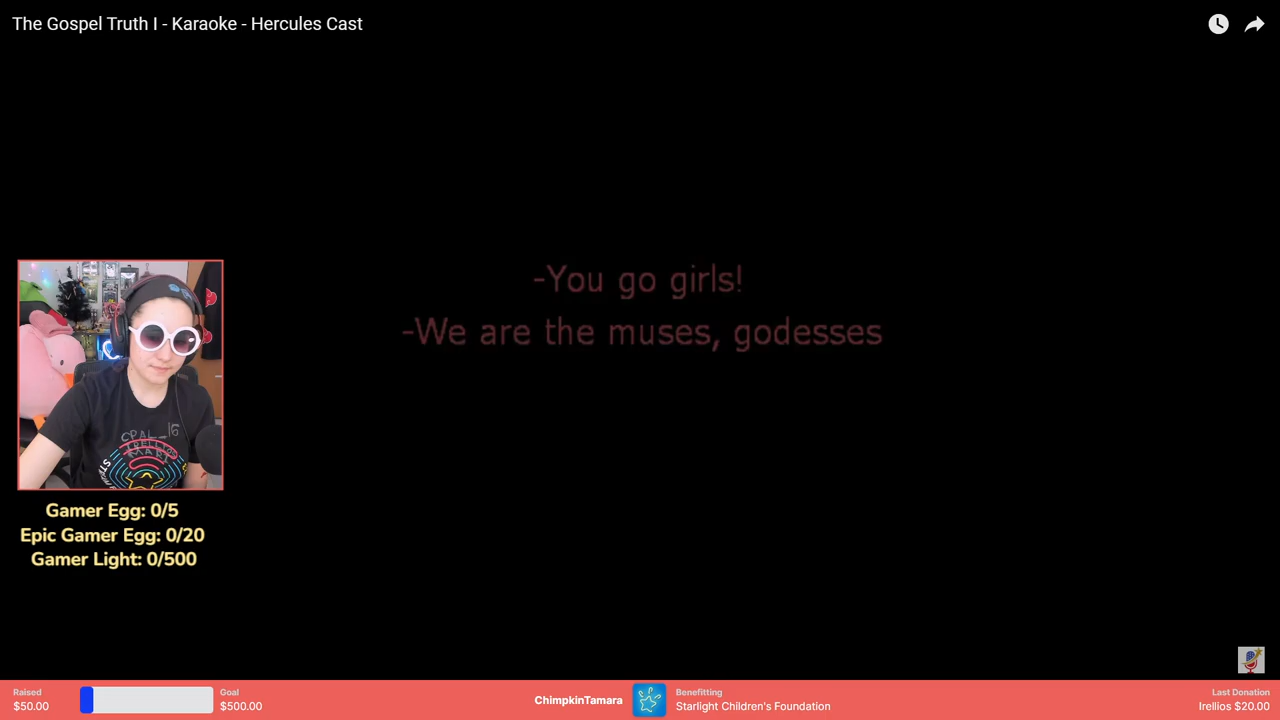 The Gospel Truth I - Karaoke - Hercules Cast
-You go girls!
-We are the muses, godesses
OPAL_16
Gamer Egg: 0/5
Epic Gamer Egg: 0/20
Gamer Light: 0/500
Raised
$50.00
Goal
$500.00
ChimpkinTamara
Benefitting
Starlight Children's Foundation
Last Donation
Irellios $20.00